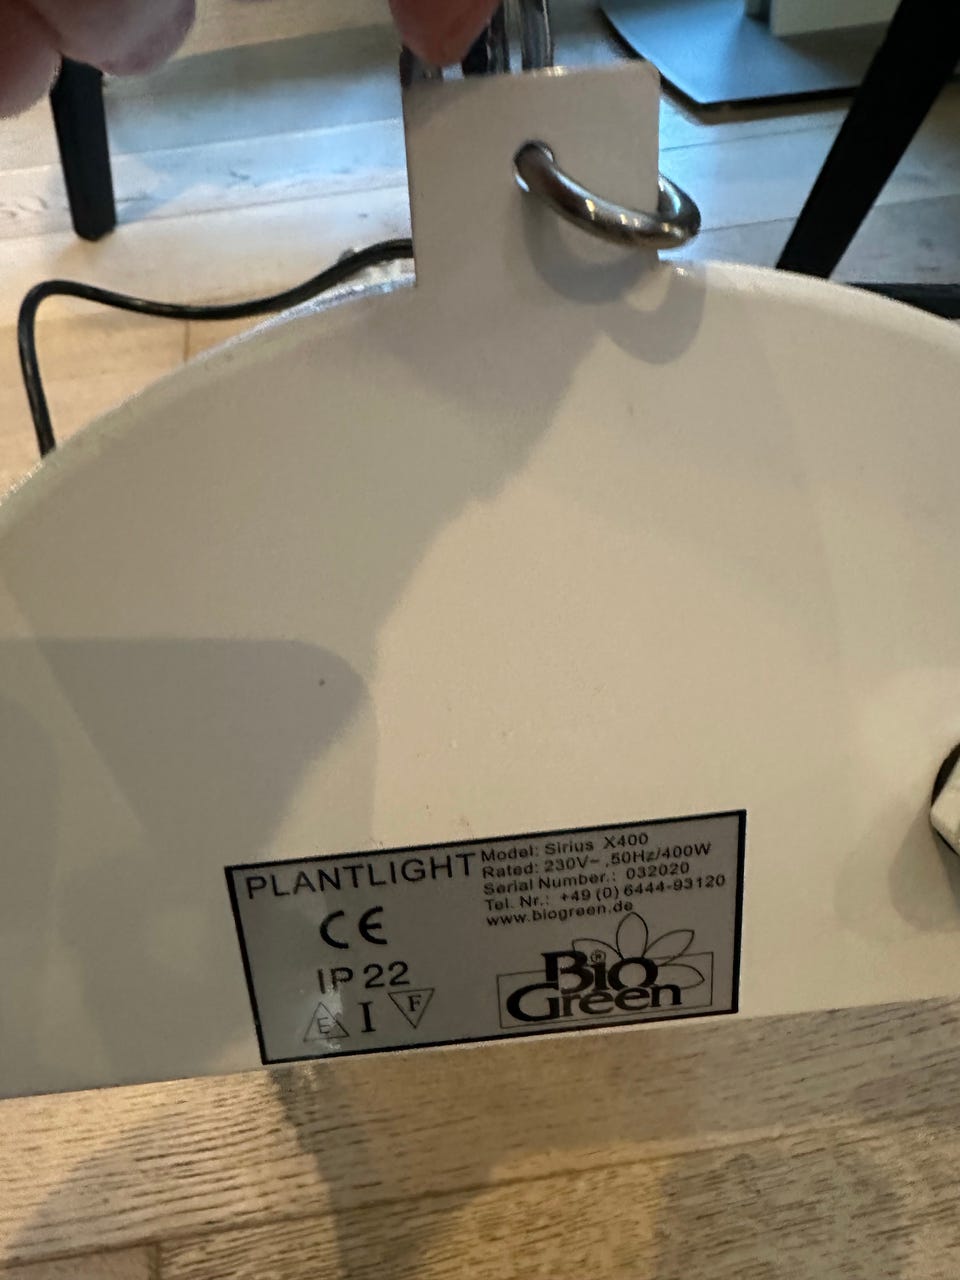 PLANTLIGHT
CE
IP 22
E I F
Model: Sirius X400
Rated: 230V~ ,50Hz/400W
Serial Number.: 032020
Tel. Nr.: +49 (0) 6444-93120
www.biogreen.de
Bio®
Green